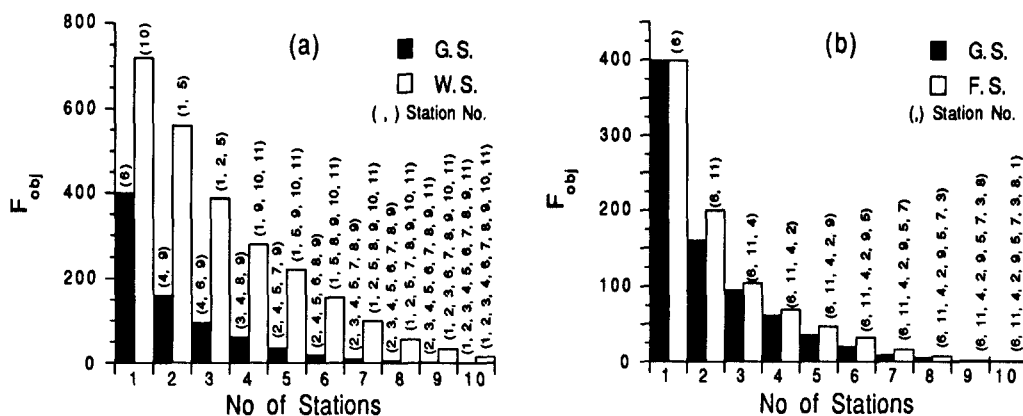 800
600
400
200
0
F obj
(a)
G.S.
W.S.
( , ) Station No.
(6)
(10)
(4, 9)
(1, 5)
(4, 6, 9)
(1, 2, 5)
(3, 4, 8, 9)
(1, 9, 10, 11)
(2, 4, 5, 7, 9)
(1, 5, 9, 10, 11)
(2, 4, 5, 6, 8, 9)
(1, 5, 8, 9, 10, 11)
(2, 3, 4, 5, 7, 8, 9)
(1, 2, 5, 8, 9, 10, 11)
(2, 3, 4, 5, 6, 7, 8, 9)
(1, 2, 5, 7, 8, 9, 10, 11)
(2, 3, 4, 5, 6, 7, 8, 9, 11)
(1, 2, 3, 6, 7, 8, 9, 10, 11)
(1, 2, 3, 4, 5, 6, 7, 8, 9, 11)
(1, 2, 3, 4, 6, 7, 8, 9, 10, 11)
1 2 3 4 5 6 7 8 9 10
No of Stations
400
300
200
100
0
F obj
(b)
G.S.
F.S.
(,) Station No.
(6)
(6, 11)
(6, 11, 4)
(6, 11, 4, 2)
(6, 11, 4, 2, 9)
(6, 11, 4, 2, 9, 5)
(6, 11, 4, 2, 9, 5, 7)
(6, 11, 4, 2, 9, 5, 7, 3)
(6, 11, 4, 2, 9, 5, 7, 3, 8)
(6, 11, 4, 2, 9, 5, 7, 3, 8, 1)
1 2 3 4 5 6 7 8 9 10
No of Stations